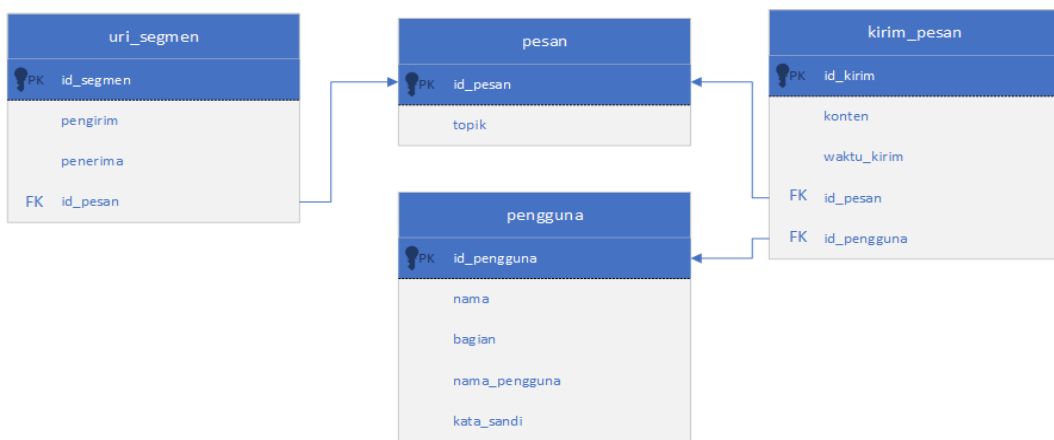 uri_segmen
PK id_segmen
pengirim
penerima
FK id_pesan
pesan
PK id_pesan
topik
kirim_pesan
PK id_kirim
konten
waktu_kirim
FK id_pesan
FK id_pengguna
pengguna
PK id_pengguna
nama
bagian
nama_pengguna
kata_sandi